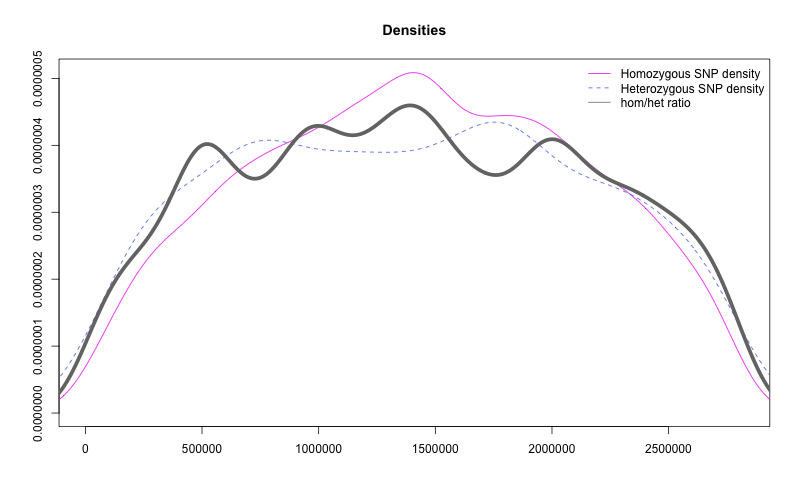 Densities
Homozygous SNP density
Heterozygous SNP density
hom/het ratio
0.0000005
0.0000004
0.0000003
0.0000002
0.0000001
0.0000000
0 500000 1000000 1500000 2000000 2500000